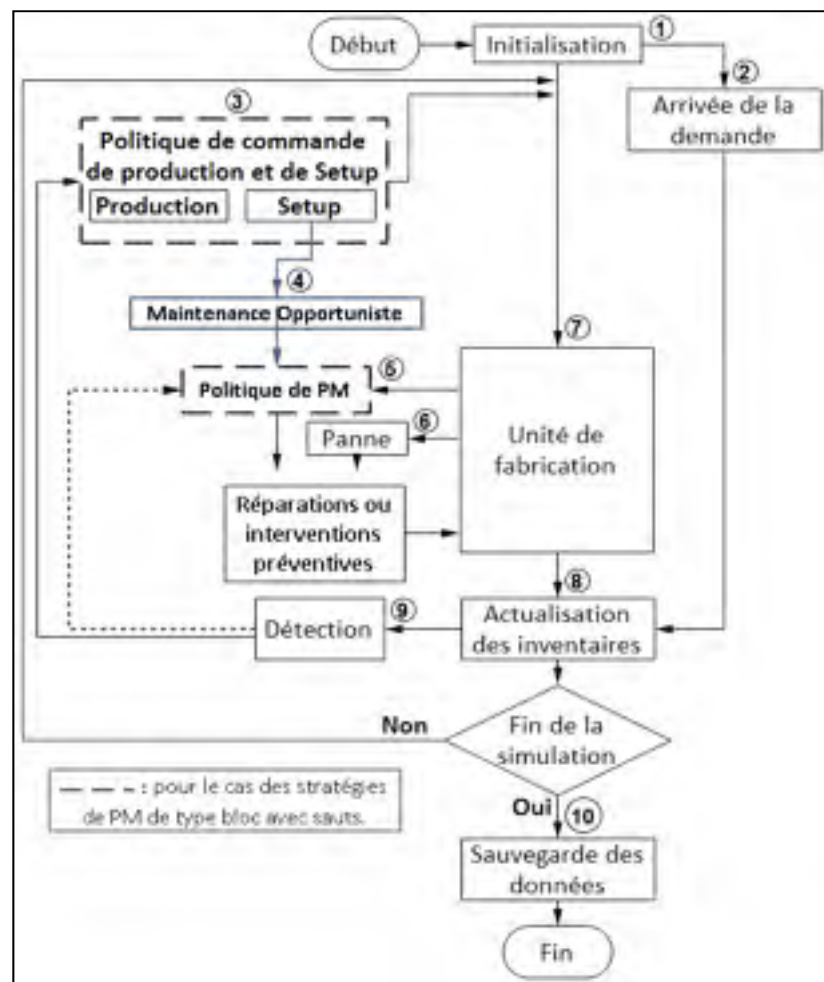 Début
Initialisation
1
2
Arrivée de la
demande
3
Politique de commande
de production et de Setup
Production
Setup
4
Maintenance Opportuniste
5
Politique de PM
6
Panne
7
Unité de
fabrication
Réparations ou
interventions
préventives
8
Actualisation
des inventaires
9
Détection
Non
Fin de la
simulation
— — — : pour le cas des stratégies
de PM de type bloc avec sauts.
Oui
10
Sauvegarde des
données
Fin